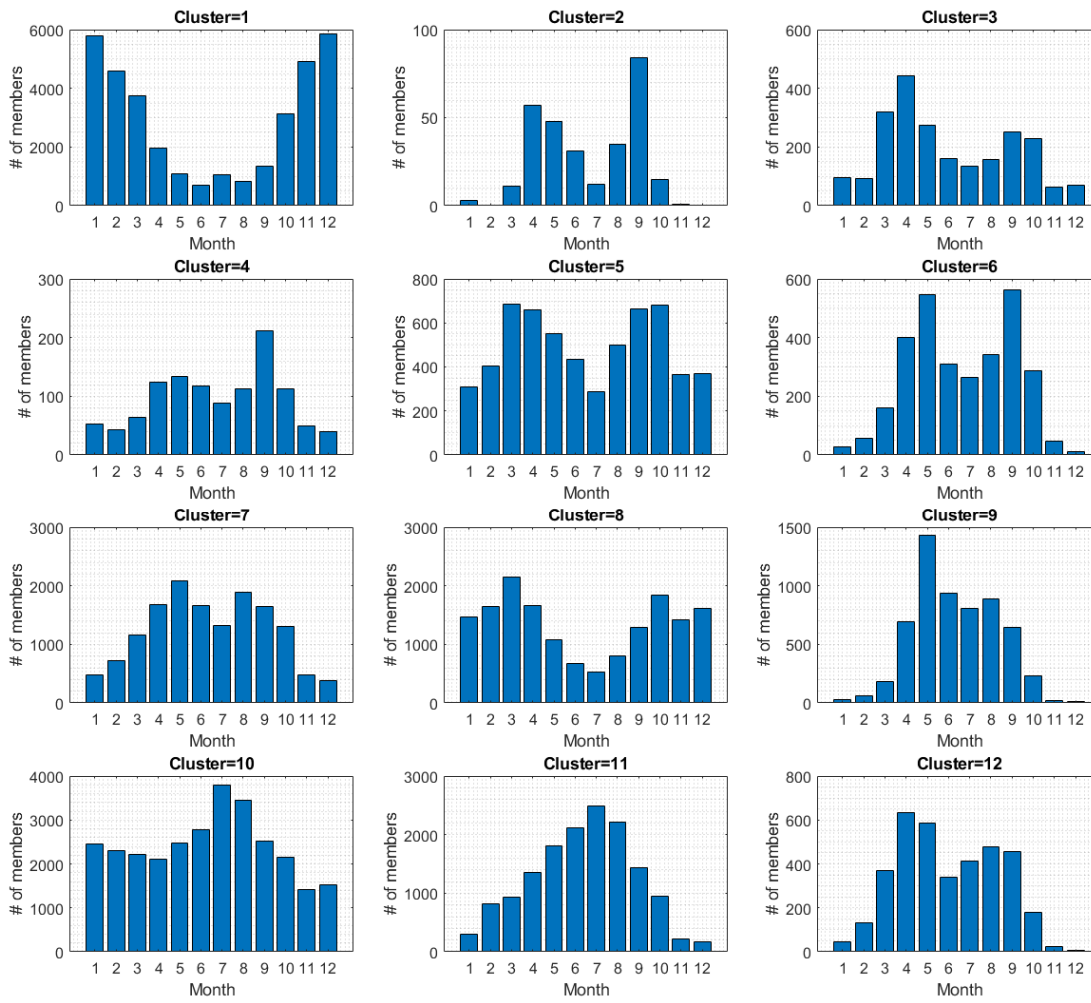 Cluster=1
6000
4000
2000
0
# of members
1 2 3 4 5 6 7 8 9 10 11 12
Month
Cluster=2
100
50
0
# of members
1 2 3 4 5 6 7 8 9 10 11 12
Month
Cluster=3
600
400
200
0
# of members
1 2 3 4 5 6 7 8 9 10 11 12
Month
Cluster=4
300
200
100
0
# of members
1 2 3 4 5 6 7 8 9 10 11 12
Month
Cluster=5
800
600
400
200
0
# of members
1 2 3 4 5 6 7 8 9 10 11 12
Month
Cluster=6
600
400
200
0
# of members
1 2 3 4 5 6 7 8 9 10 11 12
Month
Cluster=7
3000
2000
1000
0
# of members
1 2 3 4 5 6 7 8 9 10 11 12
Month
Cluster=8
3000
2000
1000
0
# of members
1 2 3 4 5 6 7 8 9 10 11 12
Month
Cluster=9
1500
1000
500
0
# of members
1 2 3 4 5 6 7 8 9 10 11 12
Month
Cluster=10
4000
3000
2000
1000
0
# of members
1 2 3 4 5 6 7 8 9 10 11 12
Month
Cluster=11
3000
2000
1000
0
# of members
1 2 3 4 5 6 7 8 9 10 11 12
Month
Cluster=12
800
600
400
200
0
# of members
1 2 3 4 5 6 7 8 9 10 11 12
Month